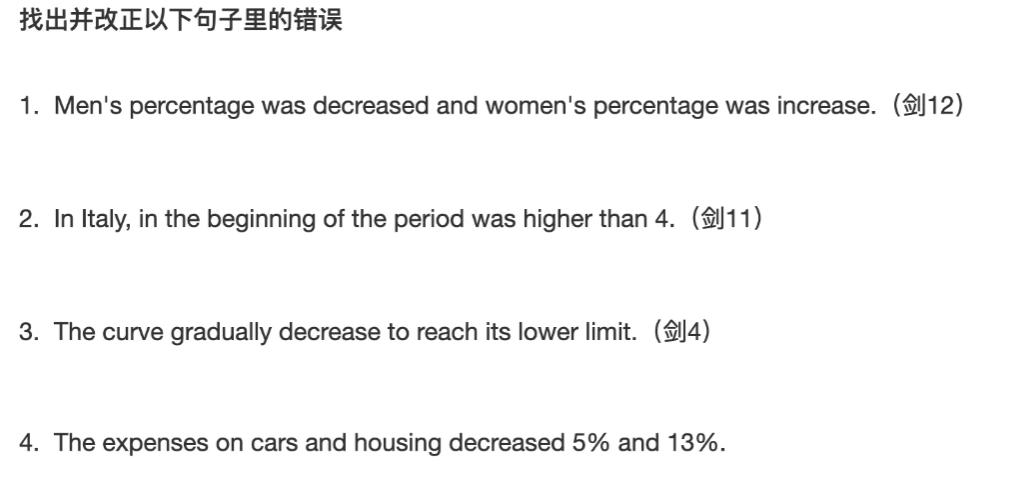 找出并改正以下句子里的错误
1. Men's percentage was decreased and women's percentage was increase.（剑12）
2. In Italy, in the beginning of the period was higher than 4.（剑11）
3. The curve gradually decrease to reach its lower limit.（剑4）
4. The expenses on cars and housing decreased 5% and 13%.